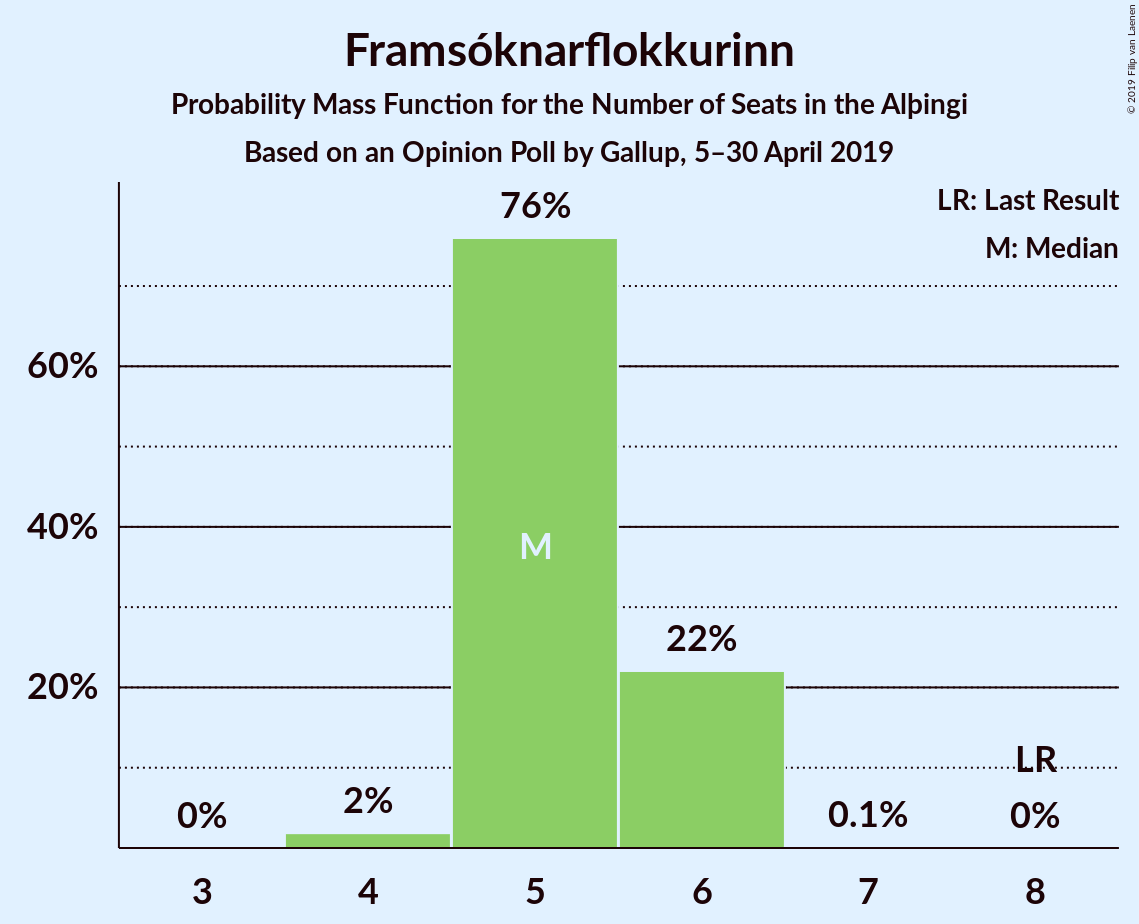 Framsóknarflokkurinn
Probability Mass Function for the Number of Seats in the Alþingi
Based on an Opinion Poll by Gallup, 5–30 April 2019
© 2019 Filip van Laenen
LR: Last Result
M: Median
76%
60%
40%
20%
M
22%
LR
0%
2%
0.1%
0%
3
4
5
6
7
8